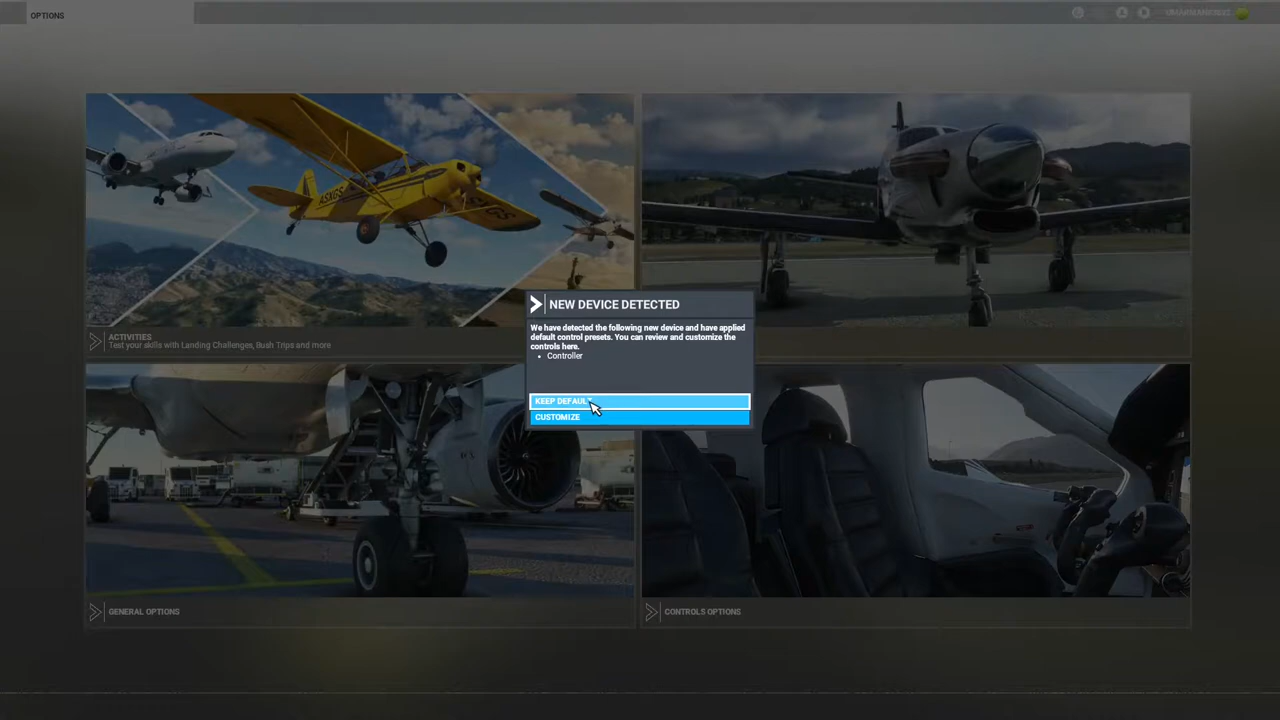 OPTIONS
ASXGS
NEW DEVICE DETECTED
We have detected the following new device and have applied
default control presets. You can review and customize the
controls here.
• Controller
KEEP DEFAULT
CUSTOMIZE
ACTIVITIES
Test your skills with Landing Challenges, Bush Trips and more
GENERAL OPTIONS
CONTROLS OPTIONS